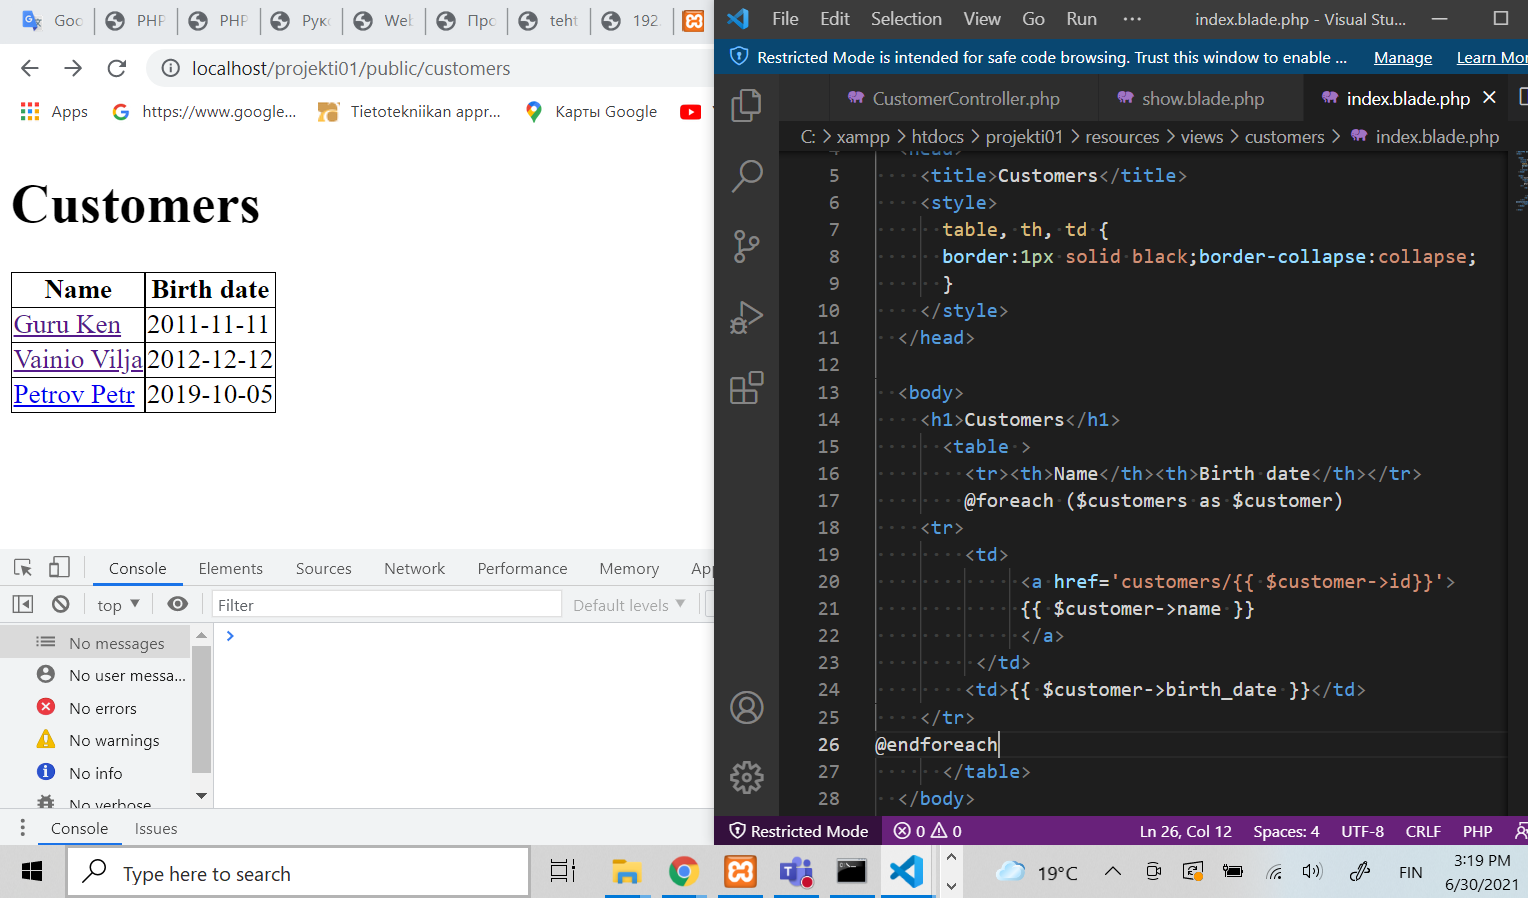 Goo
PHP
PHP
Рук
Web
Про
teht
192.
localhost/projekti01/public/customers
Apps
https://www.google...
Tietotekniikan appr...
Карты Google
Customers
Name Birth date
Guru Ken 2011-11-11
Vainio Vilja 2012-12-12
Petrov Petr 2019-10-05
Console Elements Sources Network Performance Memory App
top Filter Default levels
No messages
No user messa...
No errors
No warnings
No info
No verbose
Console Issues
File Edit Selection View Go Run ··· index.blade.php - Visual Stu...
Restricted Mode is intended for safe code browsing. Trust this window to enable ... Manage Learn Mor
CustomerController.php show.blade.php index.blade.php
C: > xampp > htdocs > projekti01 > resources > views > customers > index.blade.php
4 <head>
5 <title>Customers</title>
6 <style>
7 table, th, td {
8 border:1px solid black;border-collapse:collapse;
9 }
10 </style>
11 </head>
12
13 <body>
14 <h1>Customers</h1>
15 <table >
16 <tr><th>Name</th><th>Birth date</th></tr>
17 @foreach ($customers as $customer)
18 <tr>
19 <td>
20 <a href='customers/{{ $customer->id}}'>
21 {{ $customer->name }}
22 </a>
23 </td>
24 <td>{{ $customer->birth_date }}</td>
25 </tr>
26 @endforeach
27 </table>
28 </body>
Restricted Mode 0 0 Ln 26, Col 12 Spaces: 4 UTF-8 CRLF PHP
Type here to search
19°C FIN 3:19 PM
6/30/2021